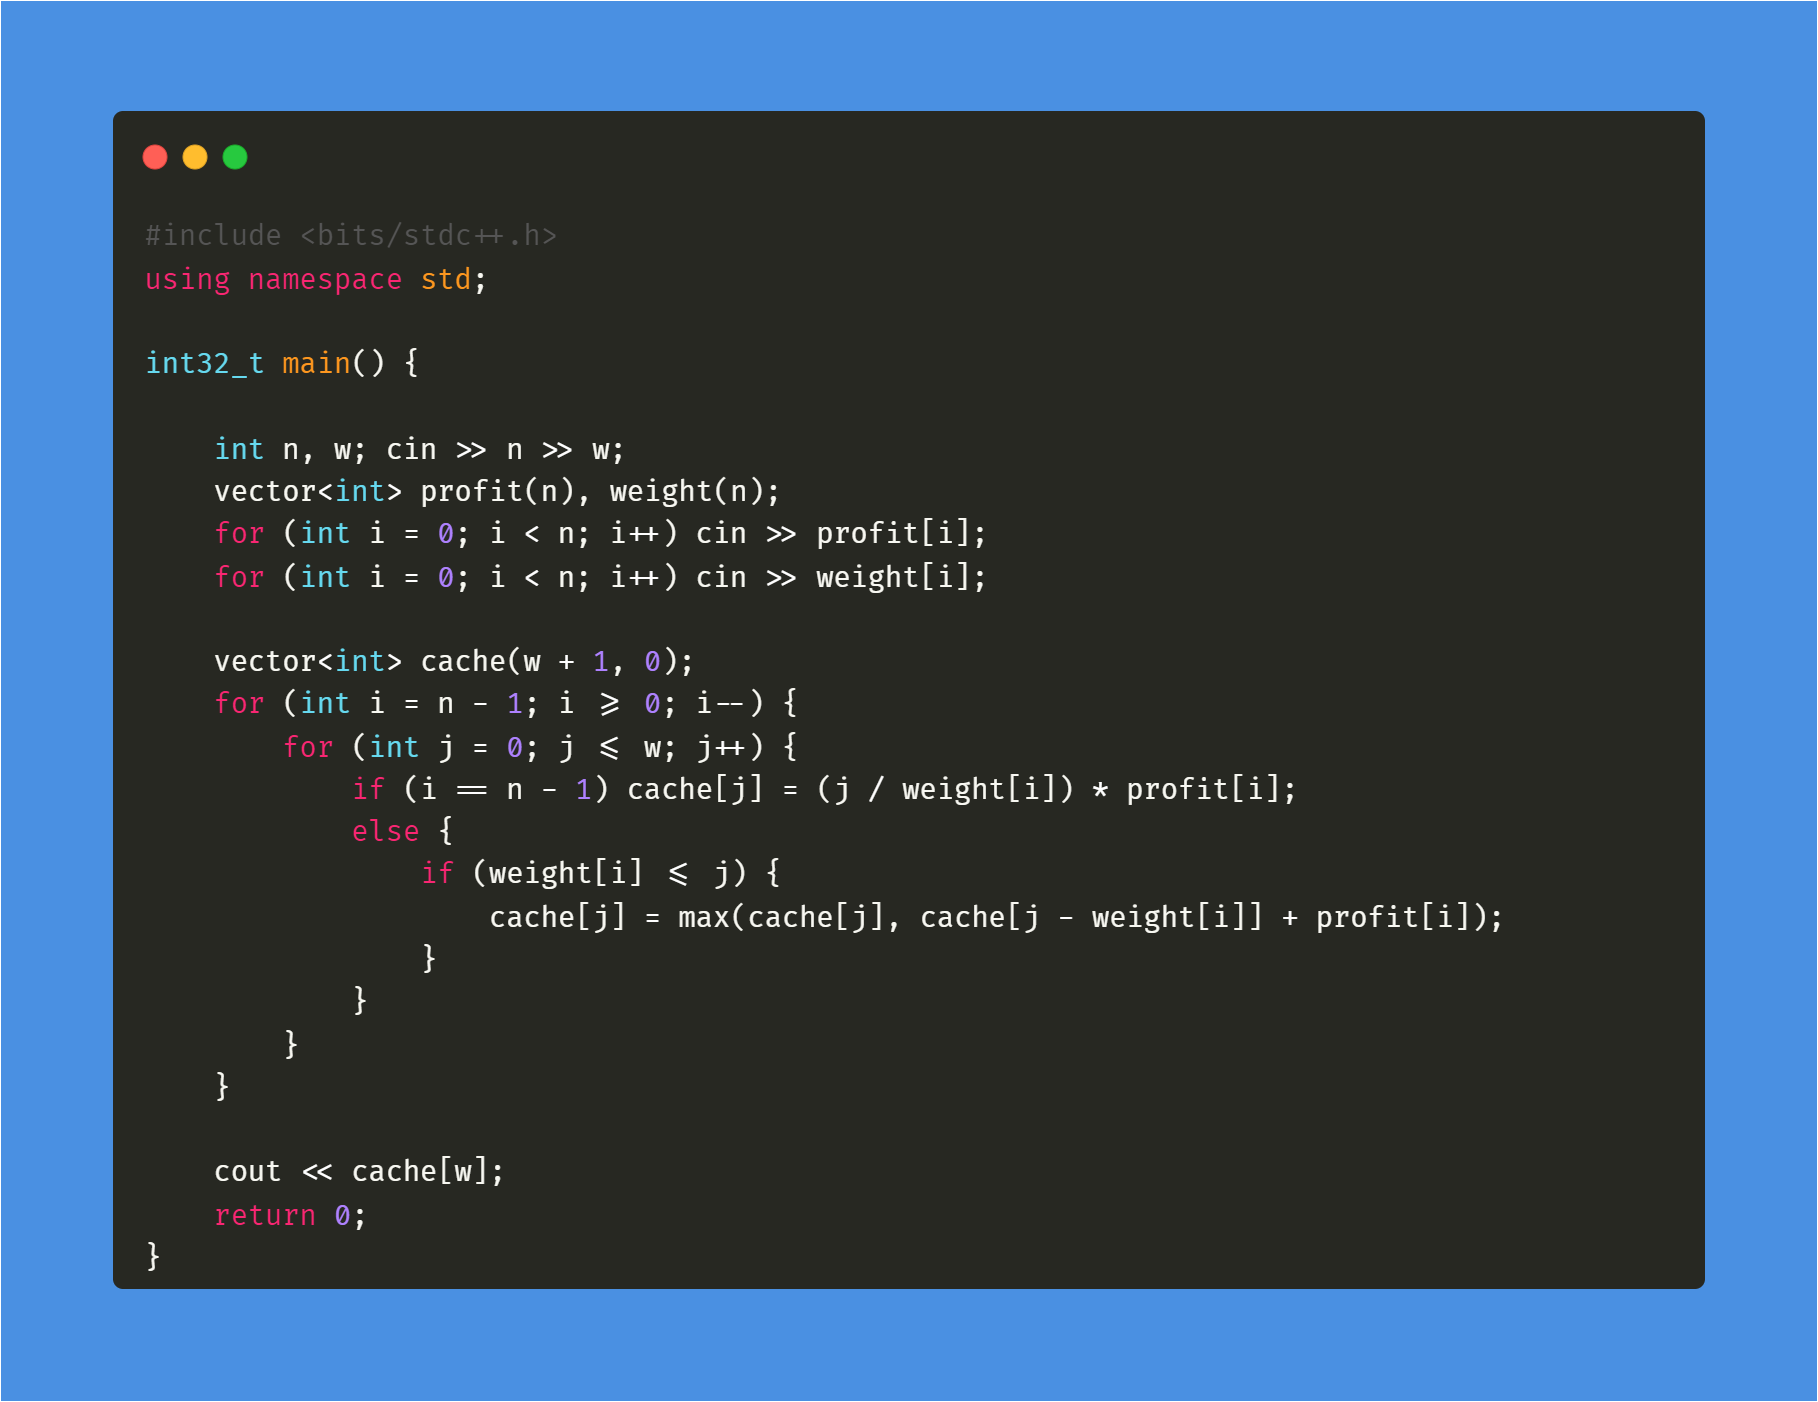 #include <bits/stdc++.h>
using namespace std;
int32_t main() {
int n, w; cin >> n >> w;
vector<int> profit(n), weight(n);
for (int i = 0; i < n; i++) cin >> profit[i];
for (int i = 0; i < n; i++) cin >> weight[i];
vector<int> cache(w + 1, 0);
for (int i = n - 1; i >= 0; i--) {
for (int j = 0; j <= w; j++) {
if (i == n - 1) cache[j] = (j / weight[i]) * profit[i];
else {
if (weight[i] <= j) {
cache[j] = max(cache[j], cache[j - weight[i]] + profit[i]);
}
}
}
}
cout << cache[w];
return 0;
}